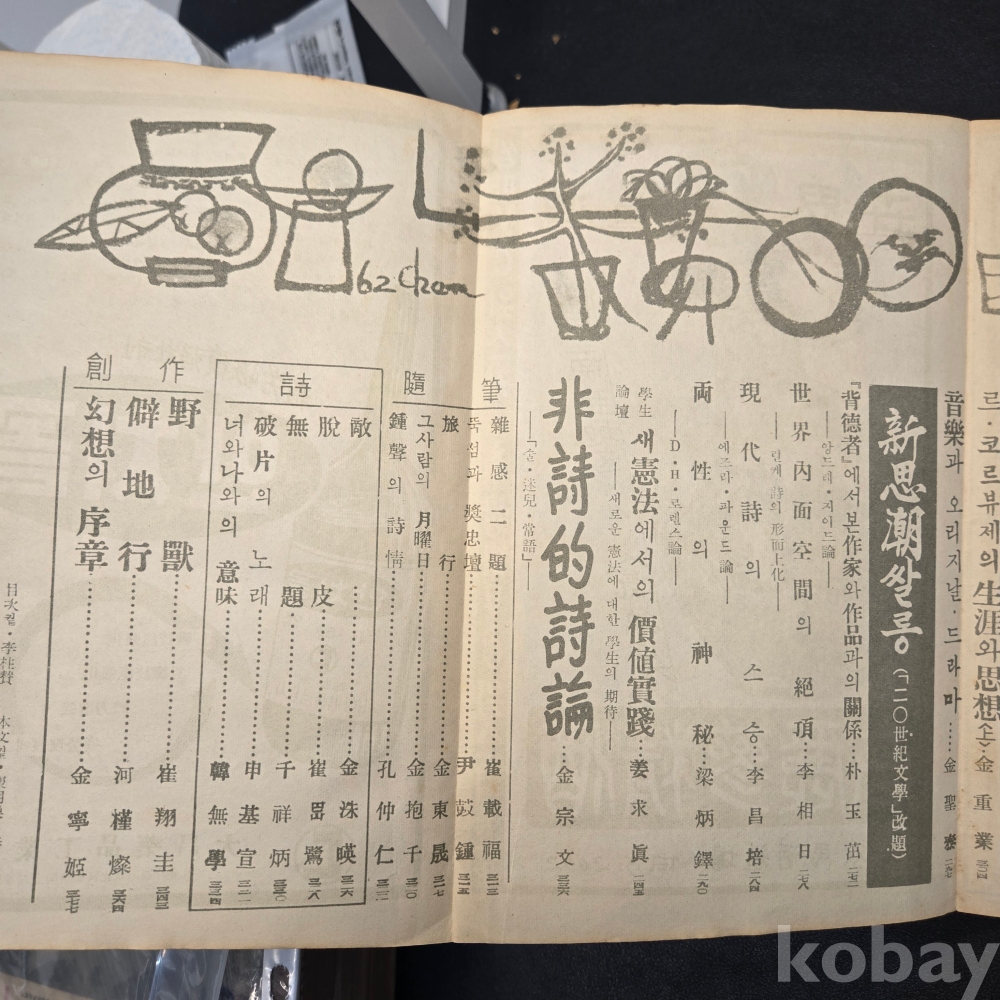 르·코르뷰제의 生涯와 思想〈上〉…金重業
音樂과 오리지날·드라마……金聖泰
新思潮쌀롱(「二〇世紀文學」改題)
『背德者』에서 본 作家와 作品과의 關係…朴玉茁
——앙드레·지이드論——
世界內面空間의 絕頂…李相日
——린케 詩의 形而上化——
現代詩의 스승…李昌培
——에즈라·파운드論——
両性의 神秘…梁炳鐸
——D·H·로렌스論——
學生論壇 새憲法에서의 價値實踐…姜求眞
——새로운 憲法에 대한 學生의 期待——
非詩的詩論…金宗文
——「숲·迷兒·常語」——
隨筆
雜感二題……崔載福
뚝섬과 奬忠壇……尹鼓鍾
旅行……金東晟
그사람의 月曜日……金抱千
鐘聲의 詩情……孔仲仁
詩
敵……金洙暎
脫皮……崔鷺
無題……千祥炳
破片의 노래……申基宣
너와 나와의 意味……韓無學
創作
野獸……崔翔圭
僻地行……河槿燦
幻想의 序章……金寧姬
目次컽
62 Chon
kobay